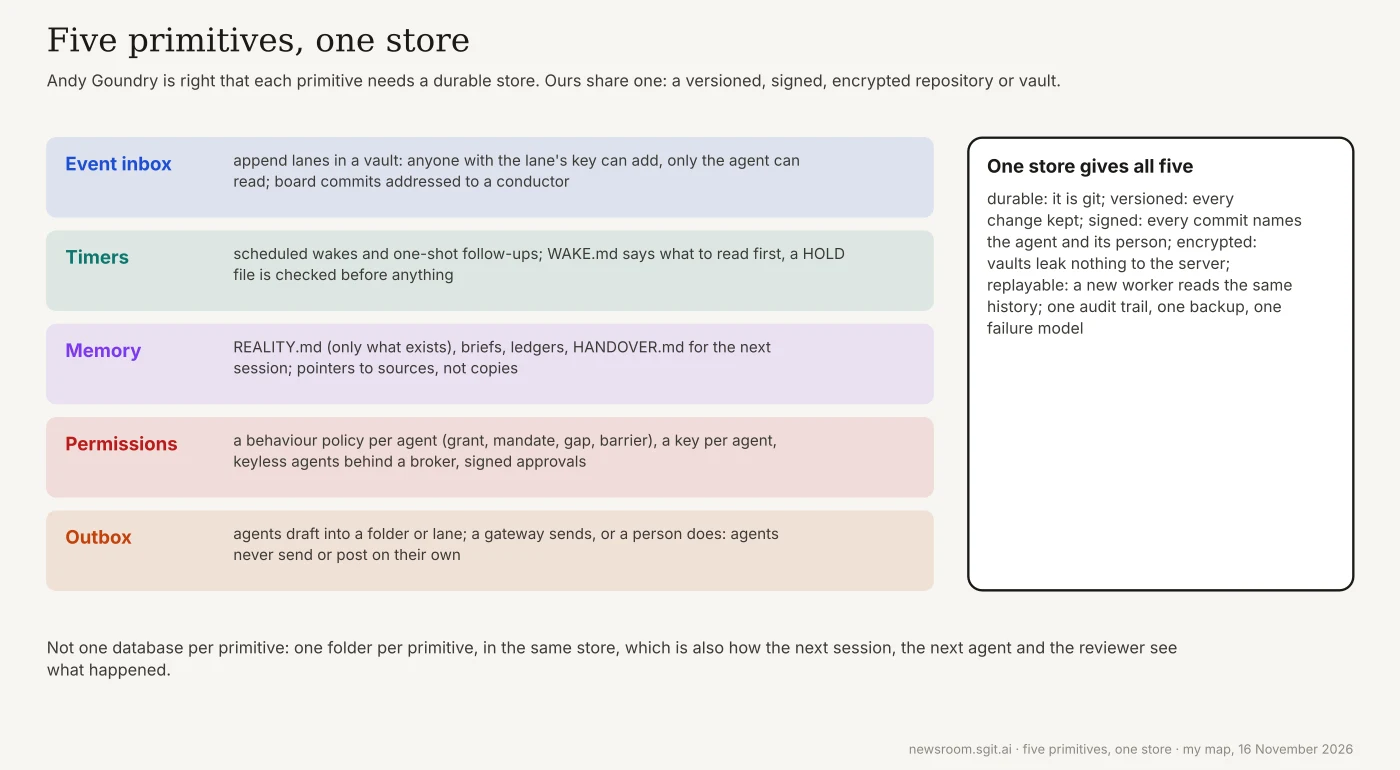 Five primitives, one store
Andy Goundry is right that each primitive needs a durable store. Ours share one: a versioned, signed, encrypted repository or vault.
Event inbox
append lanes in a vault: anyone with the lane's key can add, only the agent can
read; board commits addressed to a conductor
Timers
scheduled wakes and one-shot follow-ups; WAKE.md says what to read first, a HOLD
file is checked before anything
Memory
REALITY.md (only what exists), briefs, ledgers, HANDOVER.md for the next
session; pointers to sources, not copies
Permissions
a behaviour policy per agent (grant, mandate, gap, barrier), a key per agent,
keyless agents behind a broker, signed approvals
Outbox
agents draft into a folder or lane; a gateway sends, or a person does: agents
never send or post on their own
One store gives all five
durable: it is git; versioned: every
change kept; signed: every commit names
the agent and its person; encrypted:
vaults leak nothing to the server;
replayable: a new worker reads the same
history; one audit trail, one backup, one
failure model
Not one database per primitive: one folder per primitive, in the same store, which is also how the next session, the next agent and the reviewer see
what happened.
newsroom.sgit.ai · five primitives, one store · my map, 16 November 2026